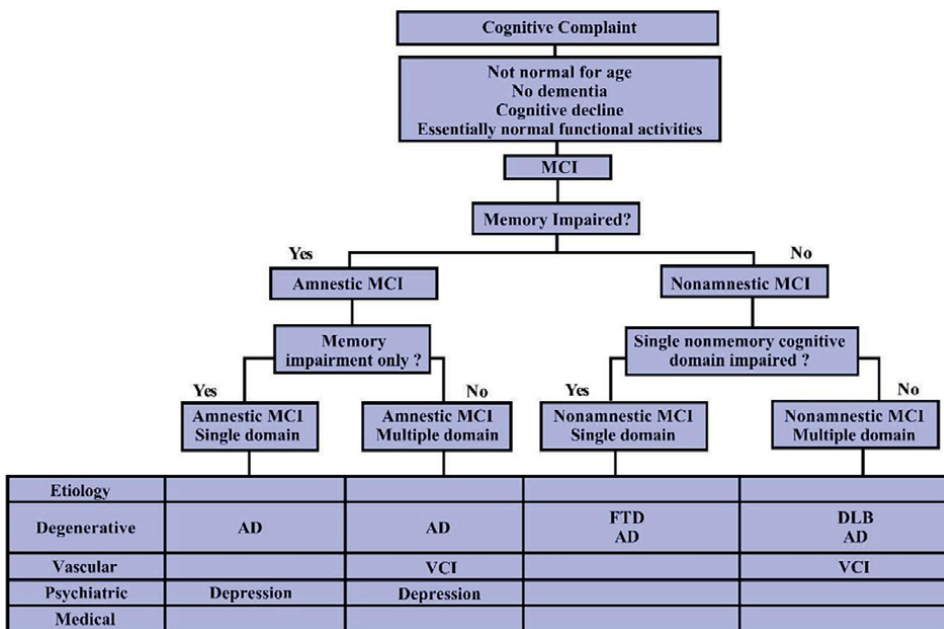 Cognitive Complaint
Not normal for age
No dementia
Cognitive decline
Essentially normal functional activities
MCI
Memory Impaired?
Yes
No
Amnestic MCI
Nonamnestic MCI
Memory
impairment only ?
Single nonmemory cognitive
domain impaired ?
Yes
No
Yes
No
Amnestic MCI
Single domain
Amnestic MCI
Multiple domain
Nonamnestic MCI
Single domain
Nonamnestic MCI
Multiple domain
Etiology
Degenerative AD AD FTD AD DLB AD
Vascular VCI VCI
Psychiatric Depression Depression
Medical